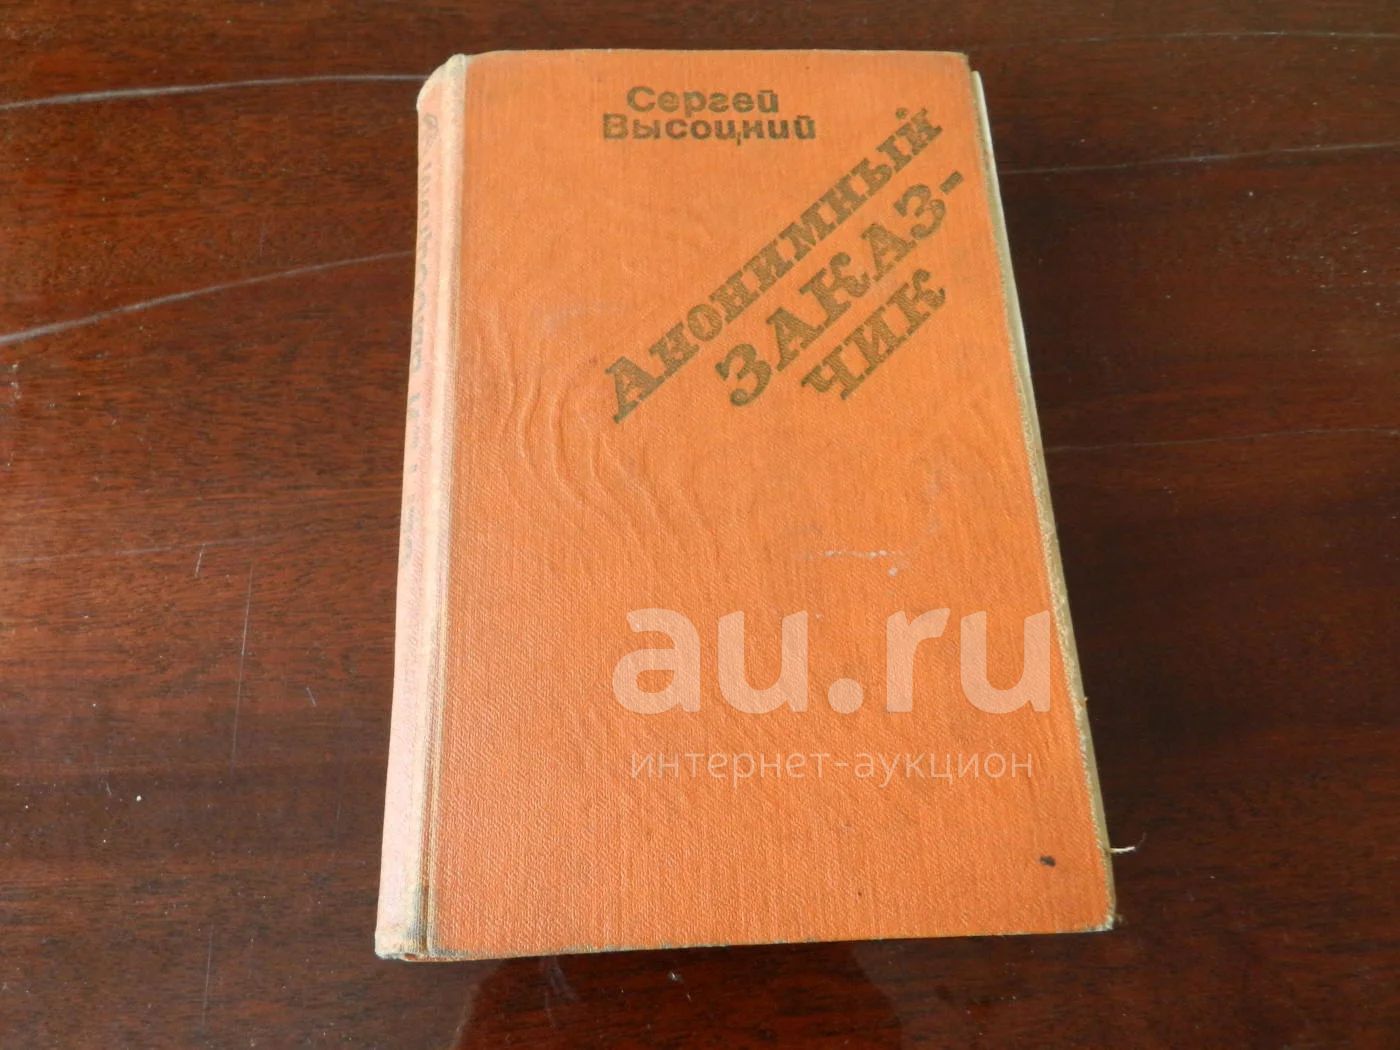 Сергей
Высоцкий
Анонимный
ЗАКАЗ-
ЧИК
au.ru
интернет-аукцион